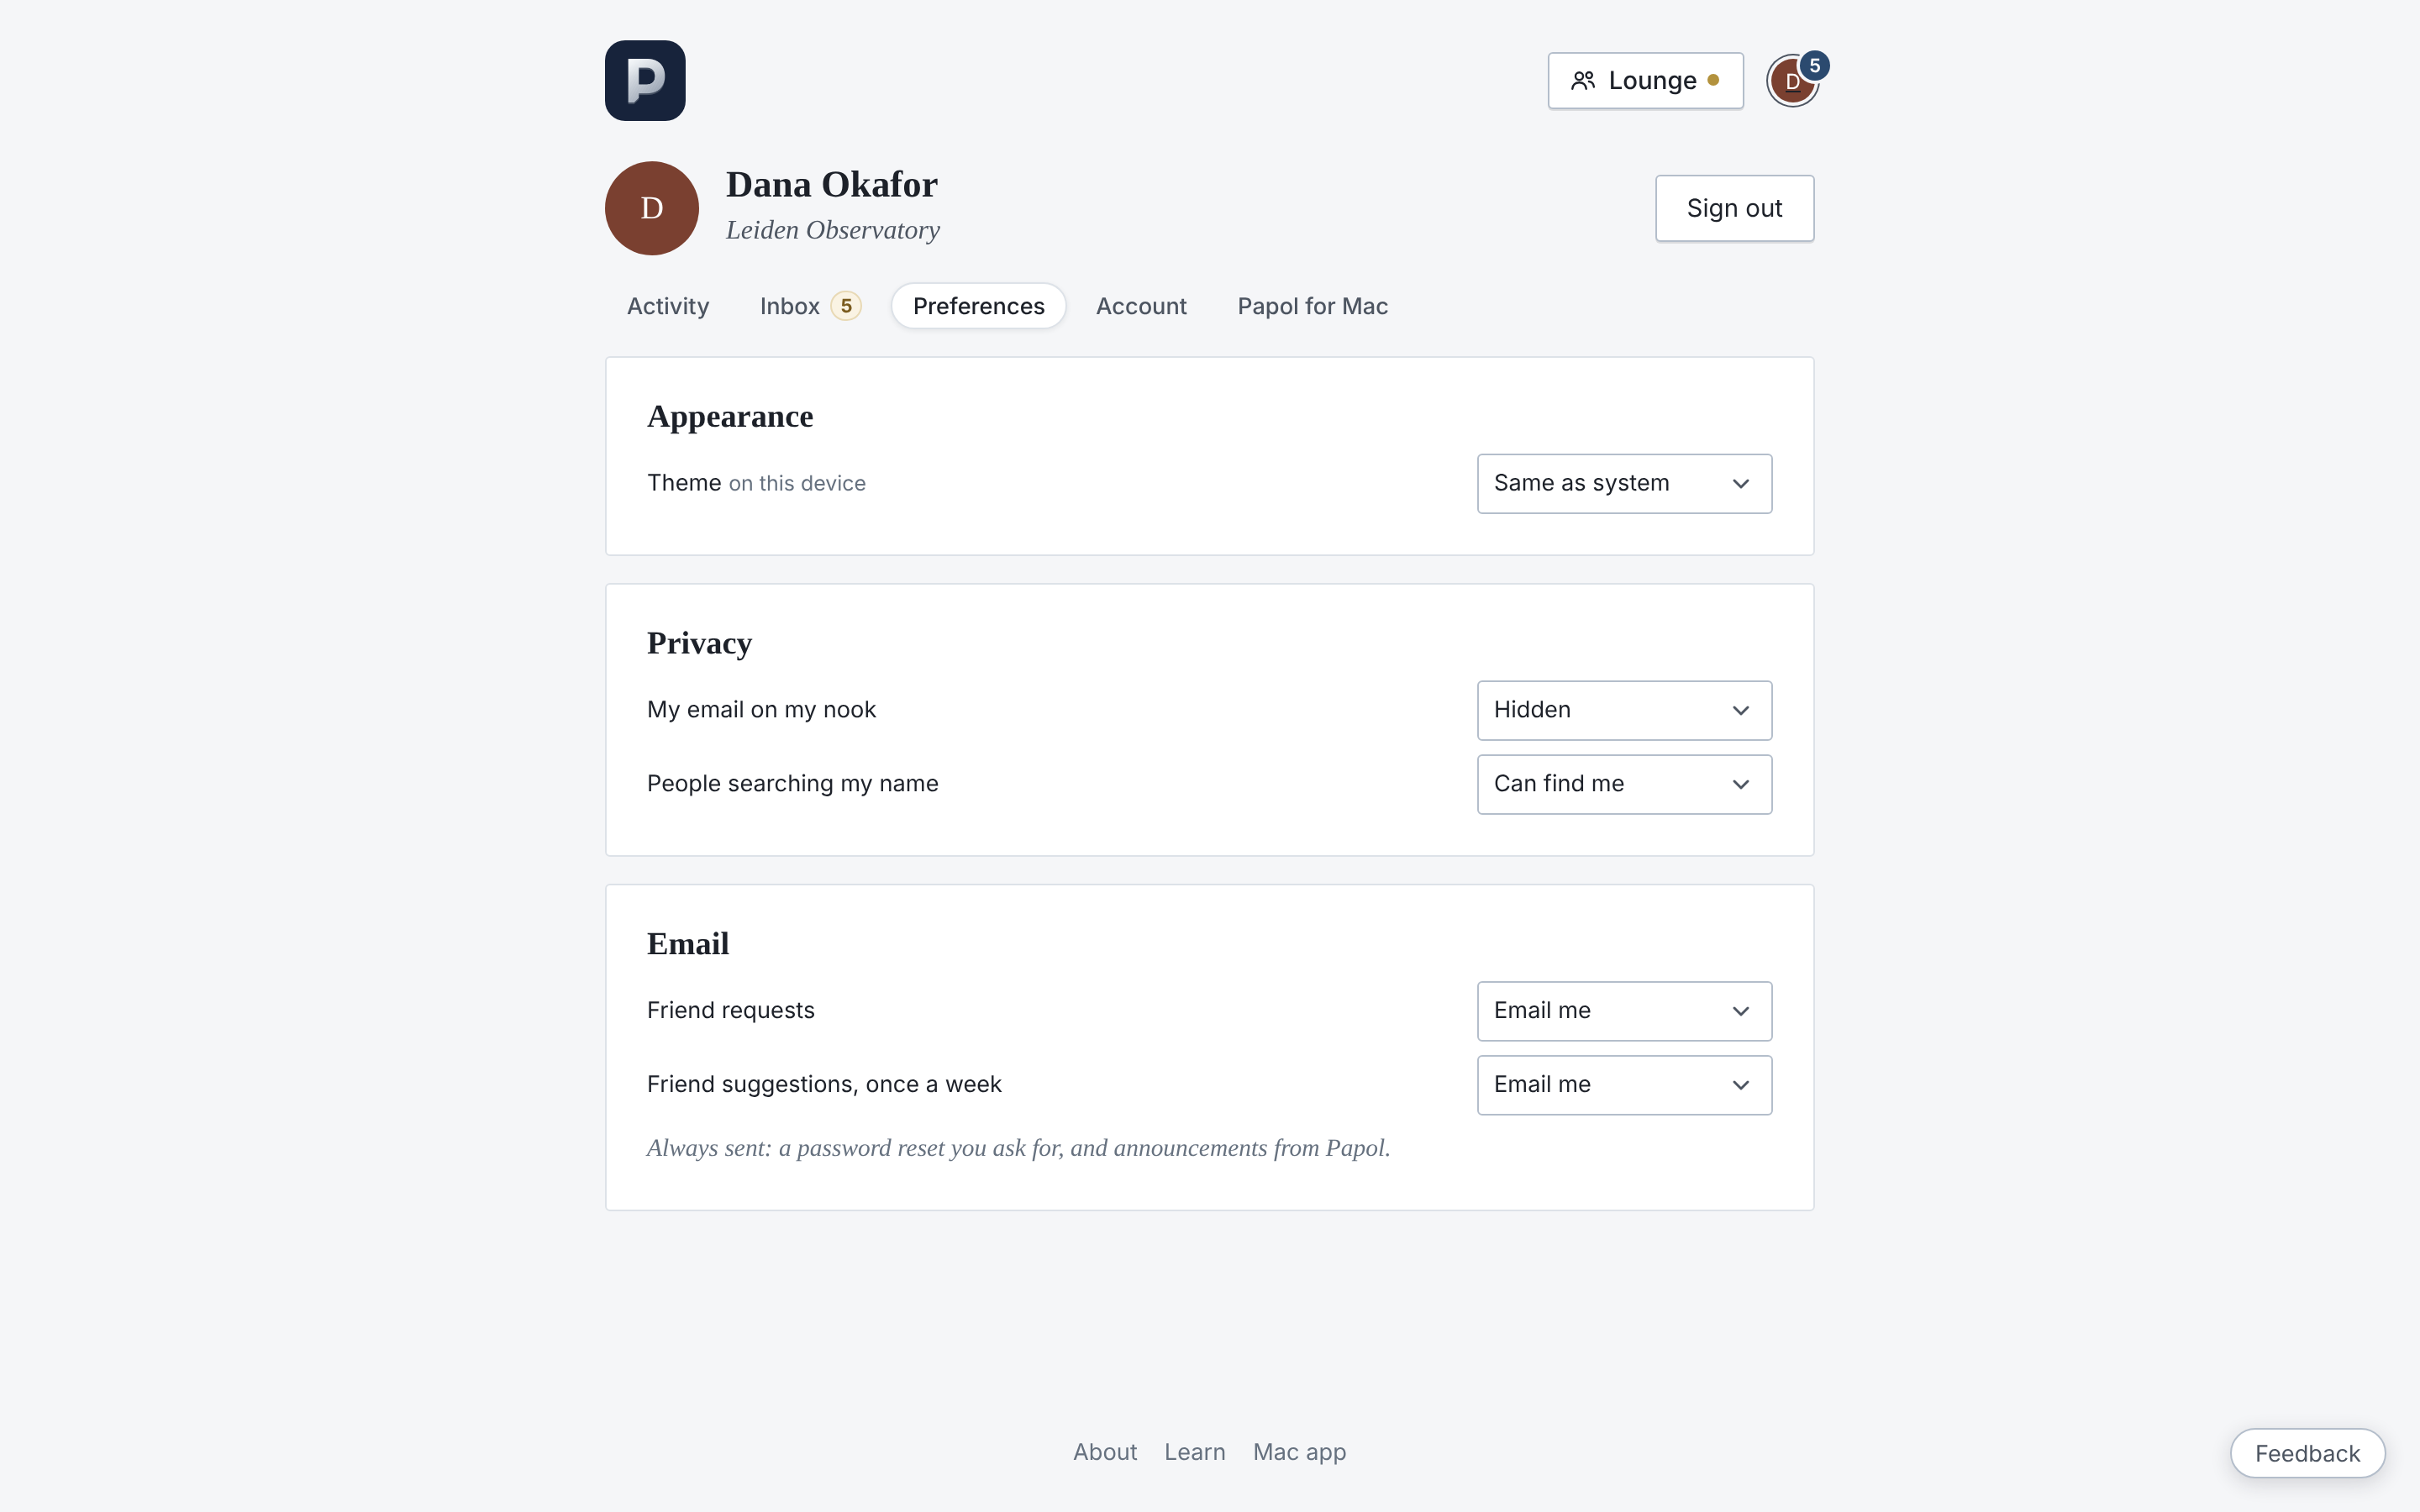 P
Lounge
D
5
D
Dana Okafor
Leiden Observatory
Sign out
Activity
Inbox 5
Preferences
Account
Papol for Mac
Appearance
Theme on this device
Same as system
Privacy
My email on my nook
Hidden
People searching my name
Can find me
Email
Friend requests
Email me
Friend suggestions, once a week
Email me
Always sent: a password reset you ask for, and announcements from Papol.
About
Learn
Mac app
Feedback